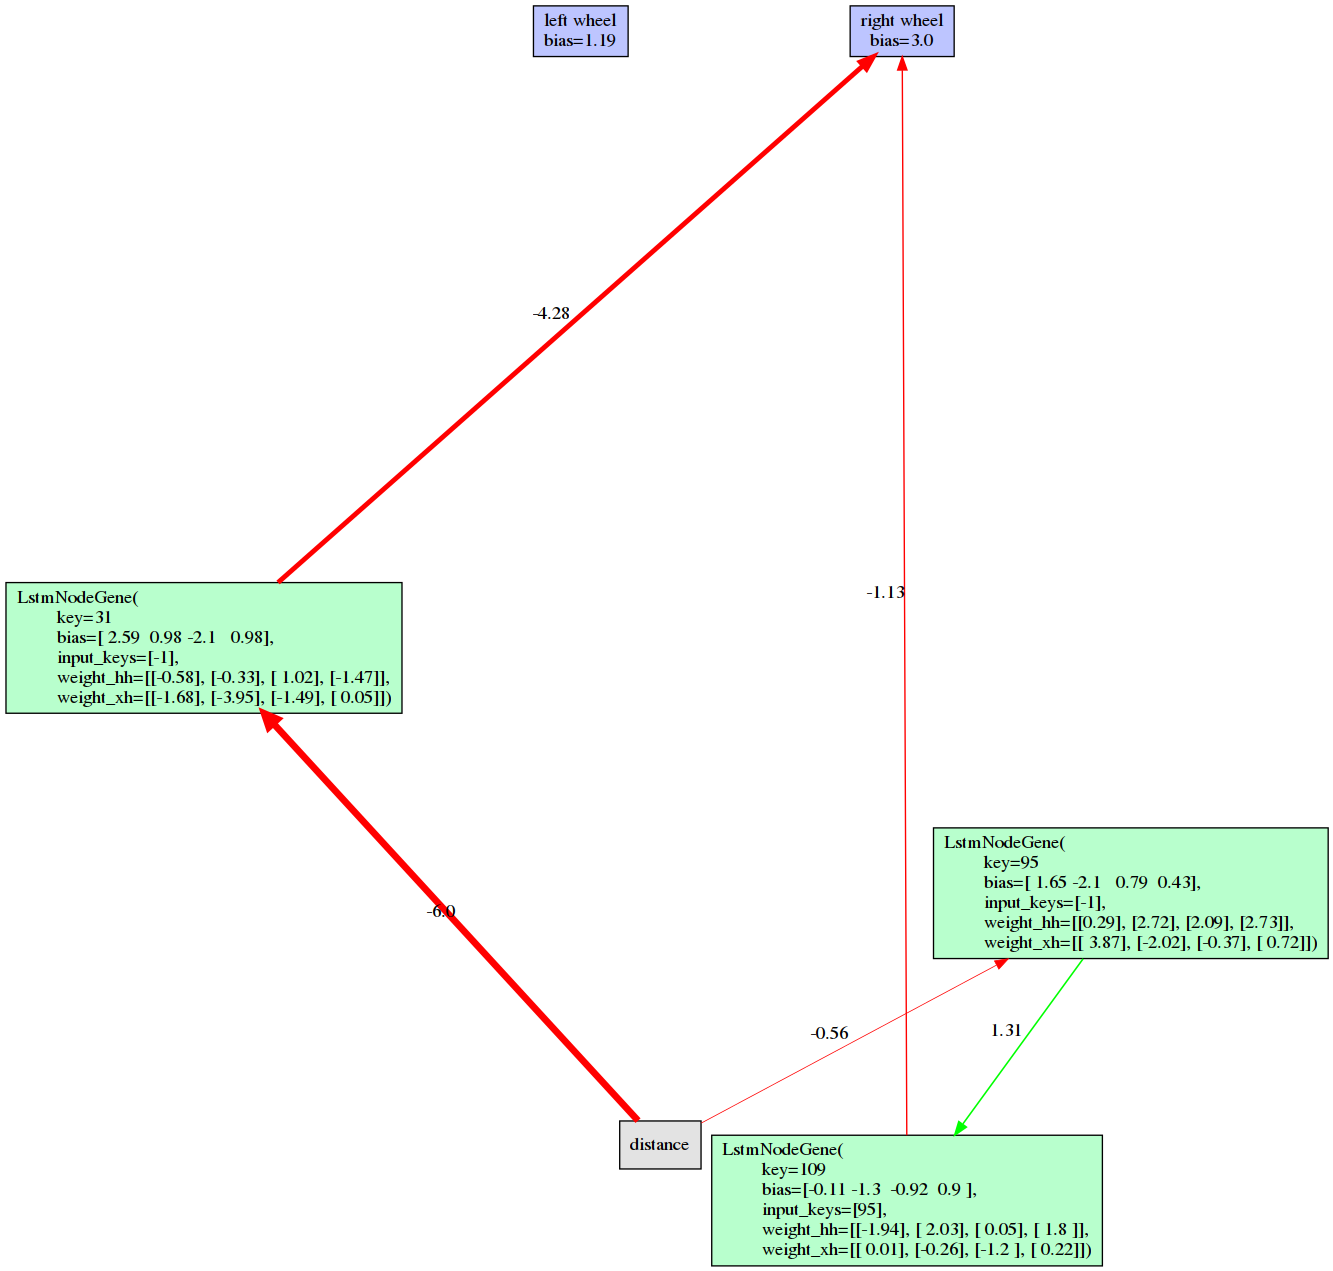 left wheel
bias=1.19
right wheel
bias=3.0
-4.28
-1.13
LstmNodeGene(
key=31
bias=[ 2.59  0.98 -2.1   0.98],
input_keys=[-1],
weight_hh=[[-0.58], [-0.33], [ 1.02], [-1.47]],
weight_xh=[[-1.68], [-3.95], [-1.49], [ 0.05]])
-6.0
LstmNodeGene(
key=95
bias=[ 1.65 -2.1   0.79  0.43],
input_keys=[-1],
weight_hh=[[0.29], [2.72], [2.09], [2.73]],
weight_xh=[[ 3.87], [-2.02], [-0.37], [ 0.72]])
-0.56
1.31
distance
LstmNodeGene(
key=109
bias=[-0.11 -1.3  -0.92  0.9 ],
input_keys=[95],
weight_hh=[[-1.94], [ 2.03], [ 0.05], [ 1.8 ]],
weight_xh=[[ 0.01], [-0.26], [-1.2 ], [ 0.22]])